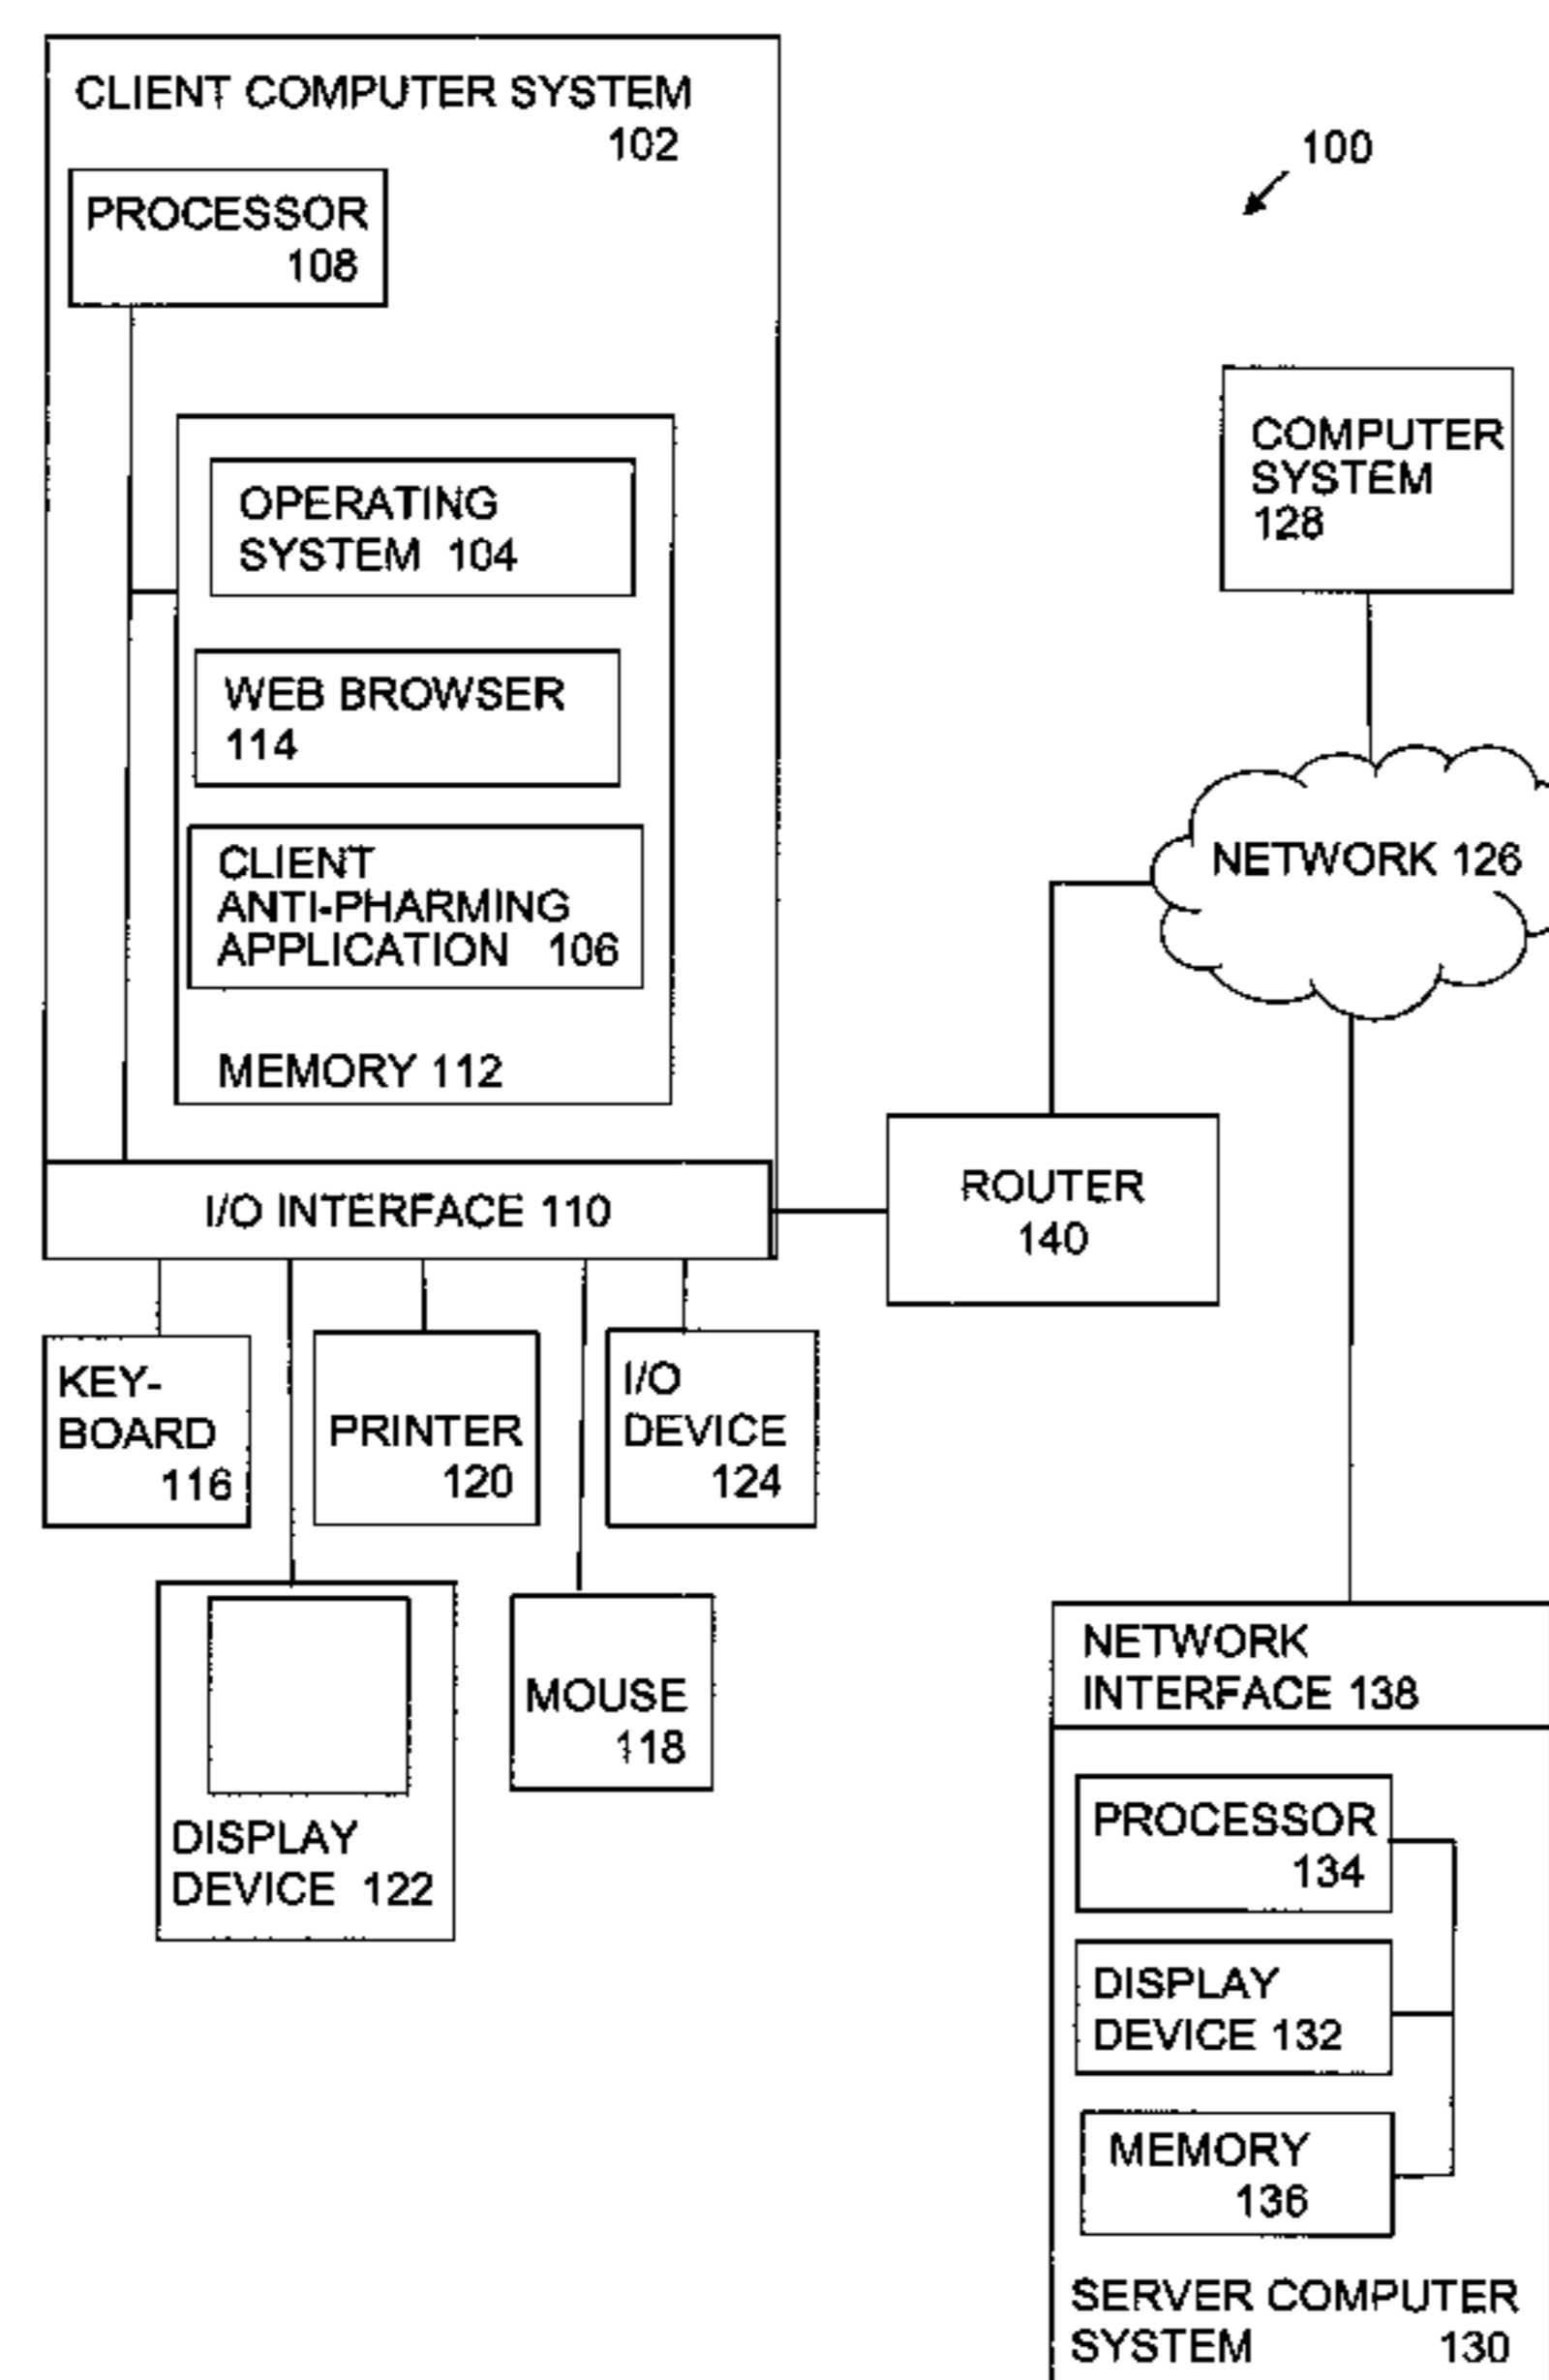 CLIENT COMPUTER SYSTEM
102
100
PROCESSOR
108
OPERATING
SYSTEM 104
WEB BROWSER
114
CLIENT
ANTI-PHARMING
APPLICATION 106
MEMORY 112
I/O INTERFACE 110
COMPUTER
SYSTEM
128
NETWORK 126
ROUTER
140
KEY-
BOARD
116
PRINTER
120
I/O
DEVICE
124
DISPLAY
DEVICE 122
MOUSE
118
NETWORK
INTERFACE 138
PROCESSOR
134
DISPLAY
DEVICE 132
MEMORY
136
SERVER COMPUTER
SYSTEM 130